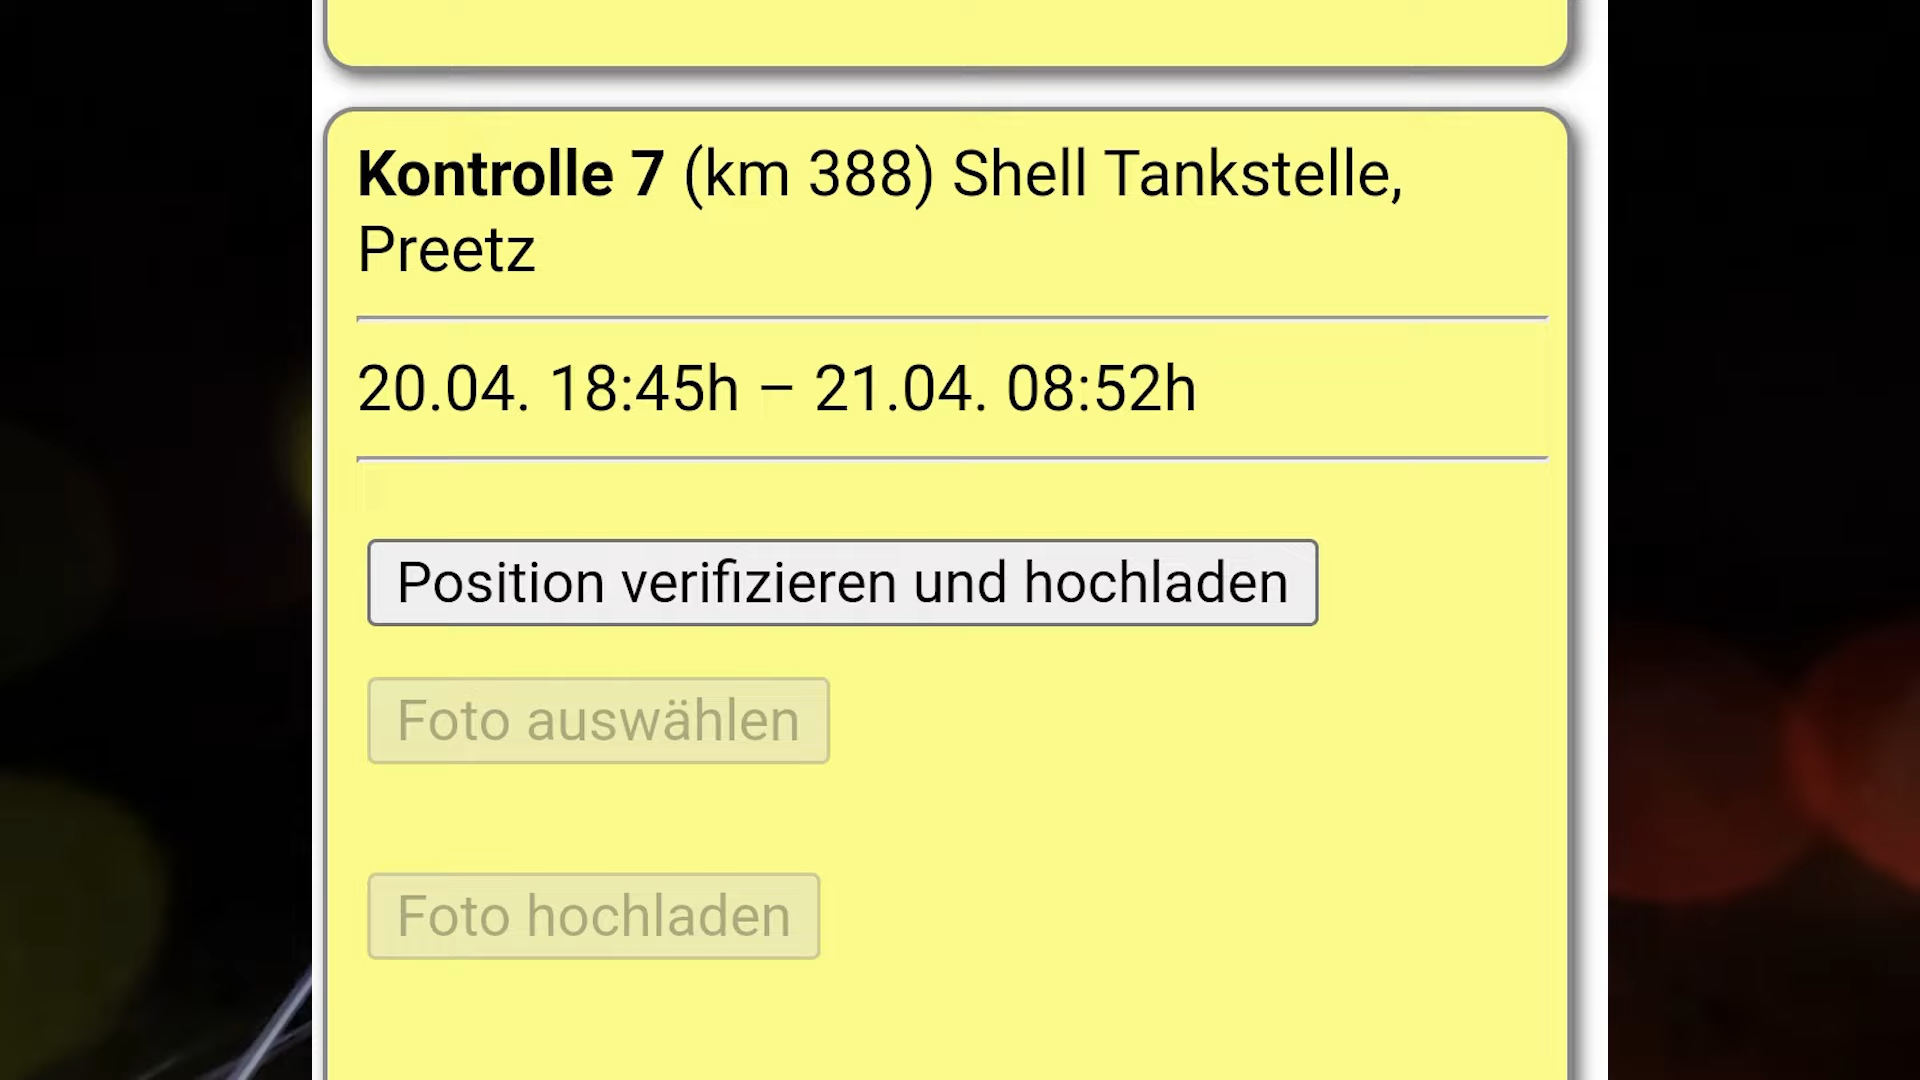 Kontrolle 7 (km 388) Shell Tankstelle,
Preetz
20.04. 18:45h – 21.04. 08:52h
Position verifizieren und hochladen
Foto auswählen
Foto hochladen